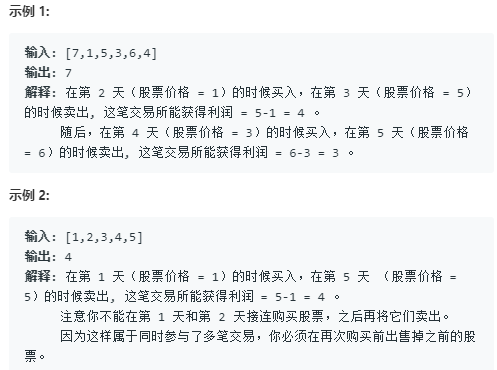 示例 1:
输入: [7,1,5,3,6,4]
输出: 7
解释: 在第 2 天（股票价格 = 1）的时候买入，在第 3 天（股票价格 = 5）
的时候卖出, 这笔交易所能获得利润 = 5-1 = 4 。
随后，在第 4 天（股票价格 = 3）的时候买入，在第 5 天（股票价格
= 6）的时候卖出, 这笔交易所能获得利润 = 6-3 = 3 。
示例 2:
输入: [1,2,3,4,5]
输出: 4
解释: 在第 1 天（股票价格 = 1）的时候买入，在第 5 天 （股票价格 =
5）的时候卖出, 这笔交易所能获得利润 = 5-1 = 4 。
注意你不能在第 1 天和第 2 天接连购买股票，之后再将它们卖出。
因为这样属于同时参与了多笔交易，你必须在再次购买前出售掉之前的股
票。